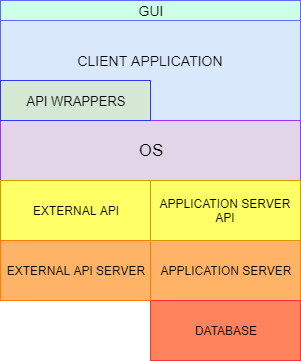 GUI
CLIENT APPLICATION
API WRAPPERS
OS
EXTERNAL API
APPLICATION SERVER
API
EXTERNAL API SERVER
APPLICATION SERVER
DATABASE